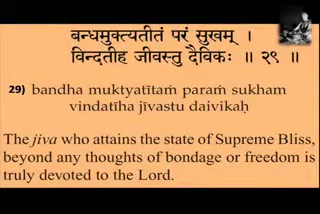 बन्धमुक्त्यतीतं परं सुखम् ।
विन्दतीह जीवस्तु दैविकः ॥ २९ ॥
29) bandha muktyatītaṁ paraṁ sukham
vindatīha jīvastu daivikaḥ
The jiva who attains the state of Supreme Bliss,
beyond any thoughts of bondage or freedom is
truly devoted to the Lord.